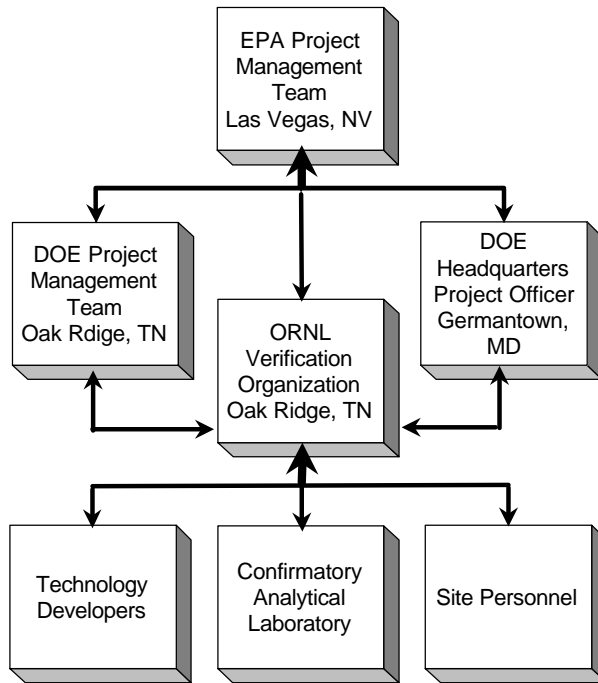 EPA Project
Management
Team
Las Vegas, NV
DOE Project
Management
Team
Oak Rdige, TN
DOE
Headquarters
Project Officer
Germantown,
MD
ORNL
Verification
Organization
Oak Ridge, TN
Technology
Developers
Confirmatory
Analytical
Laboratory
Site Personnel